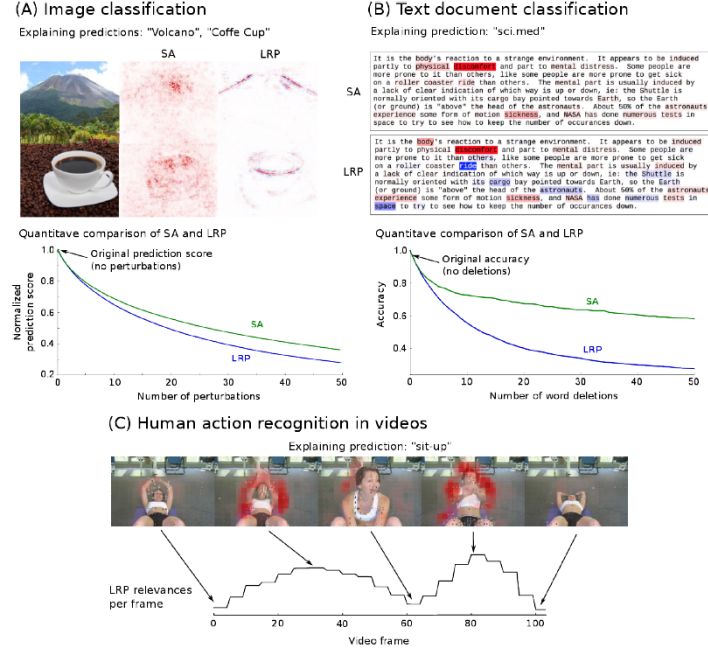 (A) Image classification
Explaining predictions: "Volcano", "Coffe Cup"
SA
LRP
Quantitave comparison of SA and LRP
Original prediction score
(no perturbations)
Normalized
prediction score
1.0
0.8
0.6
0.4
0.2
SA
LRP
0
10
20
30
40
50
Number of perturbations
(B) Text document classification
Explaining prediction: "sci.med"
SA
It is the body's reaction to a strange environment. It appears to be induced
partly to physical discomfort and part to mental distress. Some people are
more prone to it than others, like some people are more prone to get sick
on a roller coaster ride than others. The mental part is usually induced by
a lack of clear indication of which way is up or down, ie: the Shuttle is
normally oriented with its cargo bay pointed towards Earth, so the Earth
(or ground) is "above" the head of the astronauts. About 50% of the astronauts
experience some form of motion sickness, and NASA has done numerous tests in
space to try to see how to keep the number of occurances down.
LRP
It is the body's reaction to a strange environment. It appears to be induced
partly to physical discomfort and part to mental distress. Some people are
more prone to it than others, like some people are more prone to get sick
on a roller coaster ride than others. The mental part is usually induced by
a lack of clear indication of which way is up or down, ie: the Shuttle is
normally oriented with its cargo bay pointed towards Earth, so the Earth
(or ground) is "above" the head of the astronauts. About 50% of the astronauts
experience some form of motion sickness, and NASA has done numerous tests in
space to try to see how to keep the number of occurances down.
Quantitave comparison of SA and LRP
Original accuracy
(no deletions)
Accuracy
1.0
0.8
0.6
0.4
SA
LRP
0
10
20
30
40
50
Number of word deletions
(C) Human action recognition in videos
Explaining prediction: "sit-up"
LRP relevances
per frame
0
20
40
60
80
100
Video frame